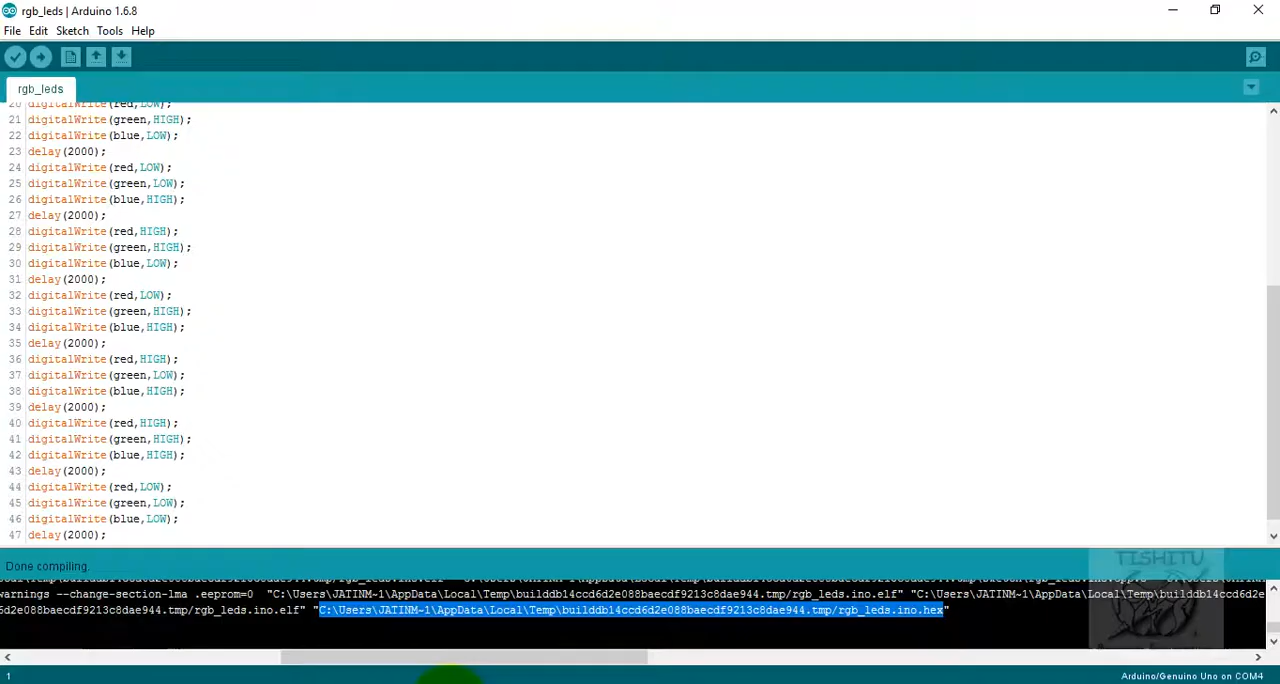 rgb_leds | Arduino 1.6.8
File Edit Sketch Tools Help
rgb_leds
20 digitalWrite(red,LOW);
21 digitalWrite(green,HIGH);
22 digitalWrite(blue,LOW);
23 delay(2000);
24 digitalWrite(red,LOW);
25 digitalWrite(green,LOW);
26 digitalWrite(blue,HIGH);
27 delay(2000);
28 digitalWrite(red,HIGH);
29 digitalWrite(green,HIGH);
30 digitalWrite(blue,LOW);
31 delay(2000);
32 digitalWrite(red,LOW);
33 digitalWrite(green,HIGH);
34 digitalWrite(blue,HIGH);
35 delay(2000);
36 digitalWrite(red,HIGH);
37 digitalWrite(green,LOW);
38 digitalWrite(blue,HIGH);
39 delay(2000);
40 digitalWrite(red,HIGH);
41 digitalWrite(green,HIGH);
42 digitalWrite(blue,HIGH);
43 delay(2000);
44 digitalWrite(red,LOW);
45 digitalWrite(green,LOW);
46 digitalWrite(blue,LOW);
47 delay(2000);
Done compiling.
warnings --change-section-lma .eeprom=0 "C:\Users\JATINM~1\AppData\Local\Temp\builddb14ccd6d2e088baecdf9213c8dae944.tmp/rgb_leds.ino.elf" "C:\Users\JATINM~1\AppData\Local\Temp\builddb14ccd6d2e
6d2e088baecdf9213c8dae944.tmp/rgb_leds.ino.elf" "C:\Users\JATINM~1\AppData\Local\Temp\builddb14ccd6d2e088baecdf9213c8dae944.tmp/rgb_leds.ino.hex"
TISHITU
1
Arduino/Genuino Uno on COM4